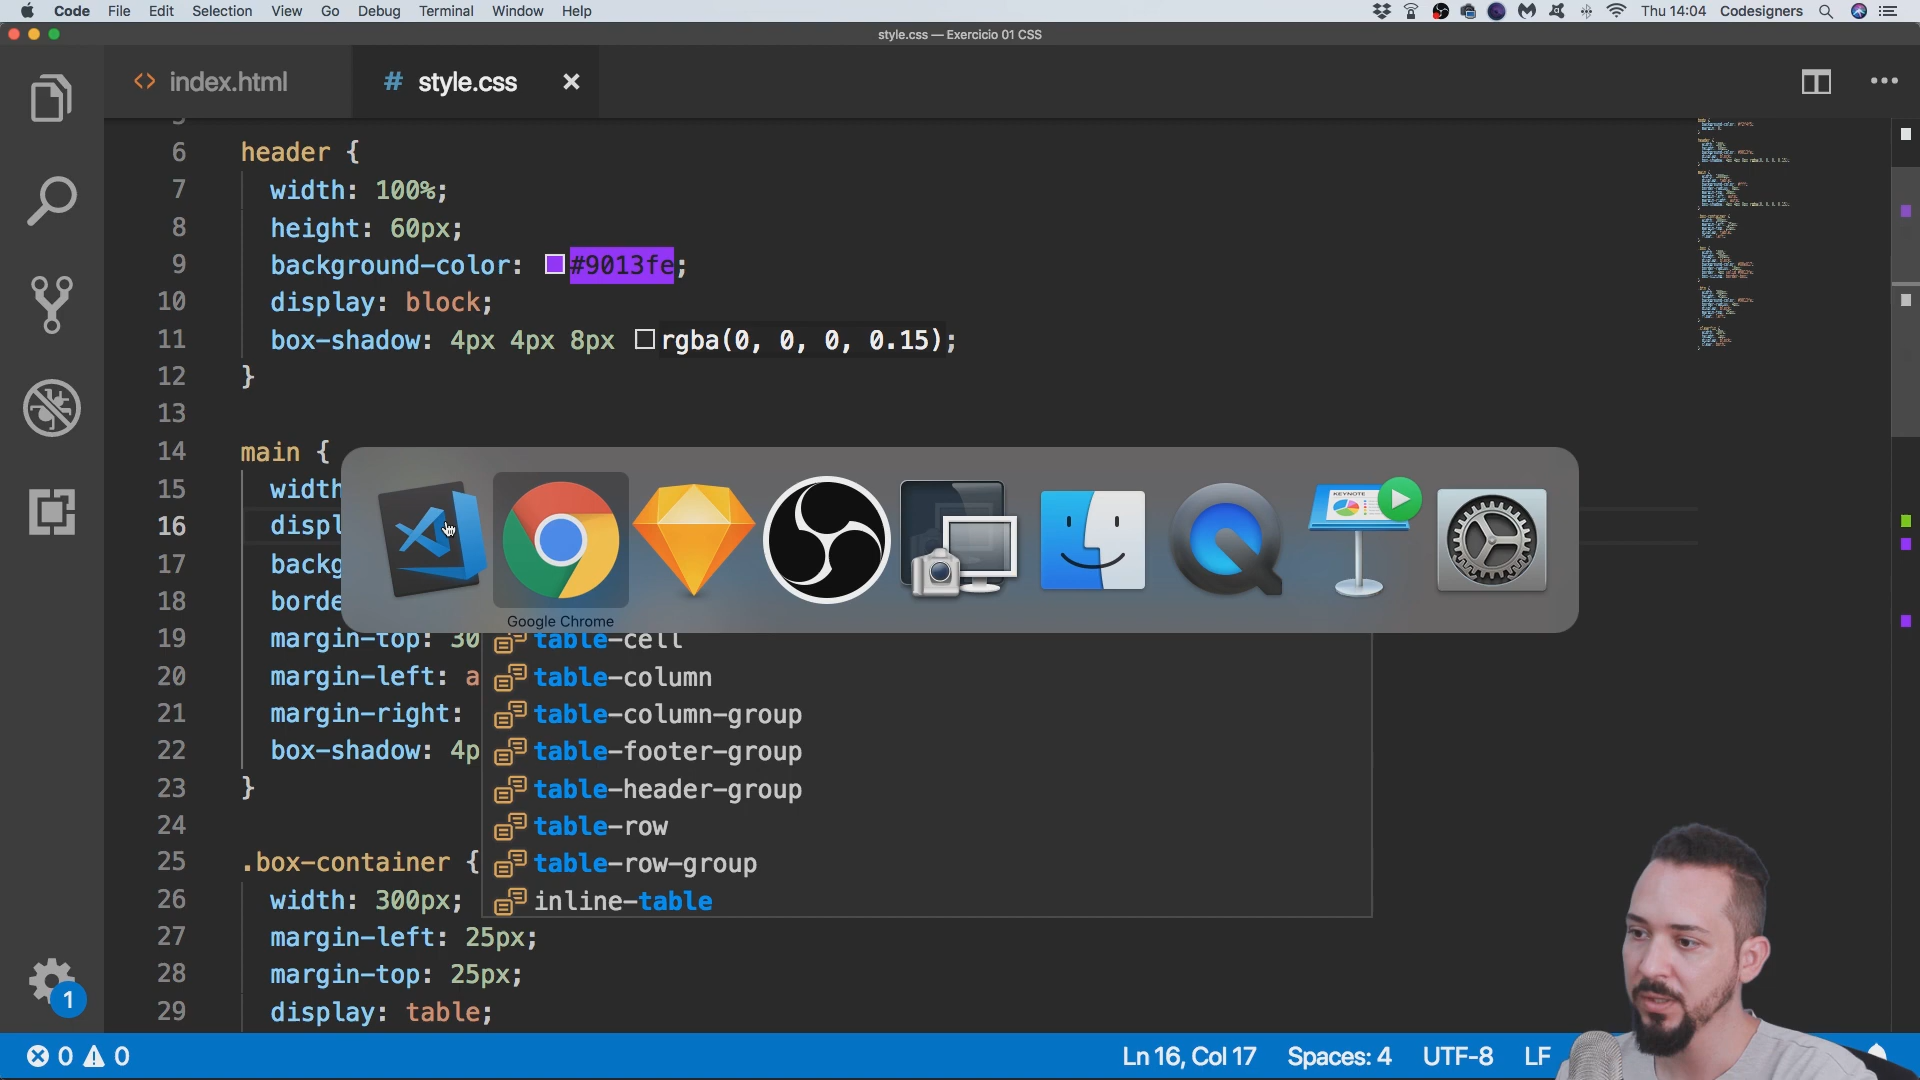 Code File Edit Selection View Go Debug Terminal Window Help Thu 14:04 Codesigners
style.css — Exercicio 01 CSS
<> index.html # style.css ×
6 header {
7 width: 100%;
8 height: 60px;
9 background-color: #9013fe;
10 display: block;
11 box-shadow: 4px 4px 8px rgba(0, 0, 0, 0.15);
12 }
13
14 main {
15 width
16 displ
17 backg
18 borde
KEYNOTE
Google Chrome
19 margin-top: 30
20 margin-left: a
21 margin-right:
22 box-shadow: 4p
23 }
24
25 .box-container {
26 width: 300px;
27 margin-left: 25px;
28 margin-top: 25px;
29 display: table;
table-cell
table-column
table-column-group
table-footer-group
table-header-group
table-row
table-row-group
inline-table
1
0 0 Ln 16, Col 17 Spaces: 4 UTF-8 LF